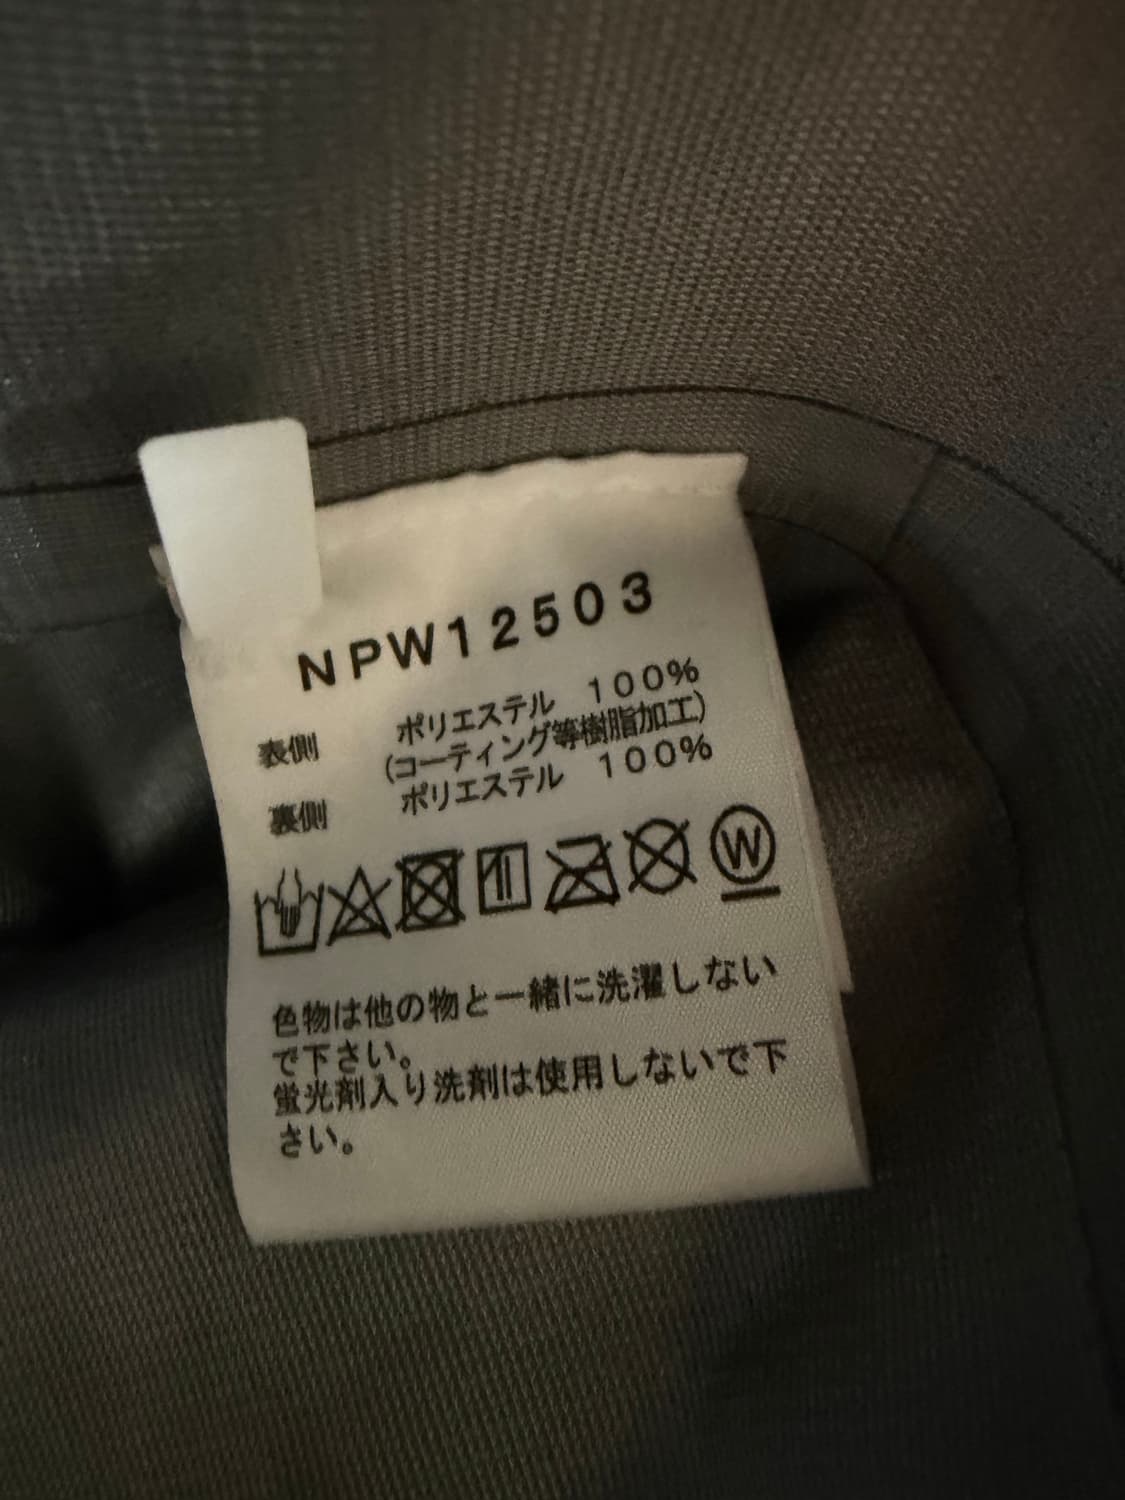 NPW12503
表側 ポリエステル 100%
(コーティング等樹脂加工)
裏側 ポリエステル 100%
W
色物は他の物と一緒に洗濯しない
で下さい。
蛍光剤入り洗剤は使用しないで下
さい。